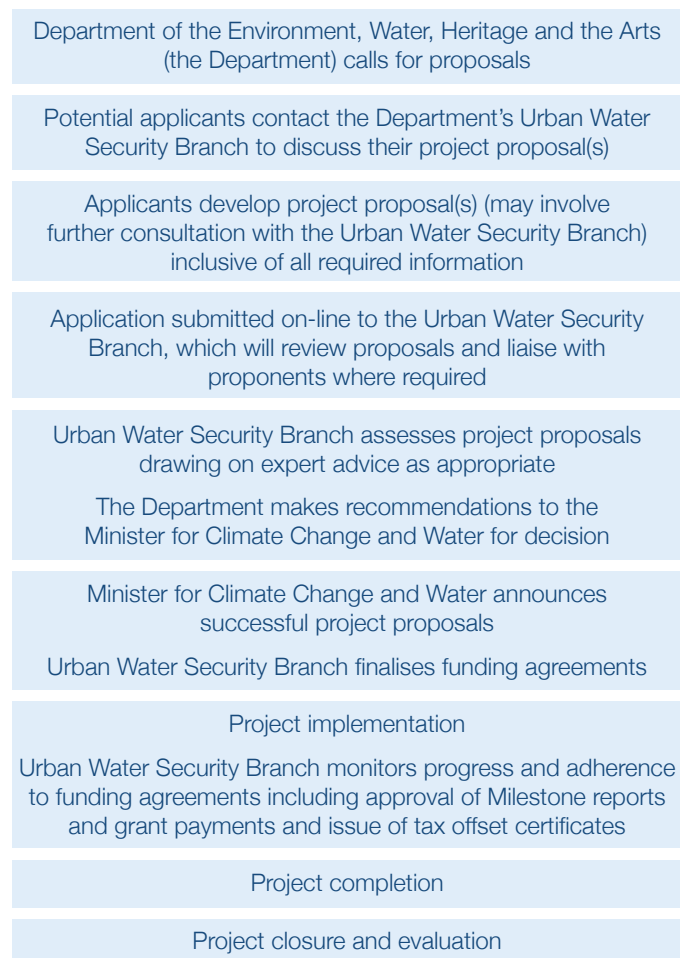 Department of the Environment, Water, Heritage and the Arts
(the Department) calls for proposals
Potential applicants contact the Department’s Urban Water
Security Branch to discuss their project proposal(s)
Applicants develop project proposal(s) (may involve
further consultation with the Urban Water Security Branch)
inclusive of all required information
Application submitted on-line to the Urban Water Security
Branch, which will review proposals and liaise with
proponents where required
Urban Water Security Branch assesses project proposals
drawing on expert advice as appropriate
The Department makes recommendations to the
Minister for Climate Change and Water for decision
Minister for Climate Change and Water announces
successful project proposals
Urban Water Security Branch finalises funding agreements
Project implementation
Urban Water Security Branch monitors progress and adherence
to funding agreements including approval of Milestone reports
and grant payments and issue of tax offset certificates
Project completion
Project closure and evaluation